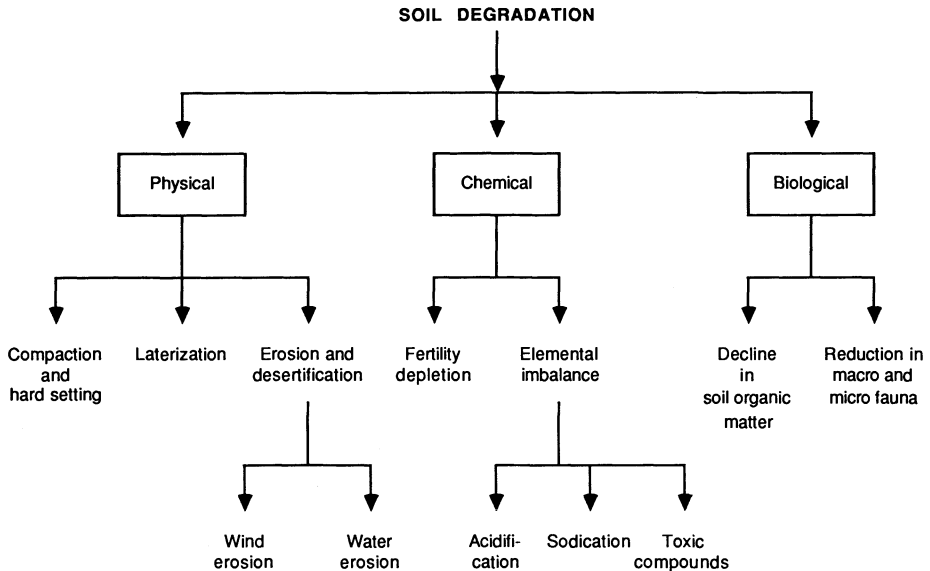 SOIL DEGRADATION
Physical
Chemical
Biological
Compaction
and
hard setting
Laterization
Erosion and
desertification
Fertility
depletion
Elemental
imbalance
Decline
in
soil organic
matter
Reduction in
macro and
micro fauna
Wind
erosion
Water
erosion
Acidifi-
cation
Sodication
Toxic
compounds